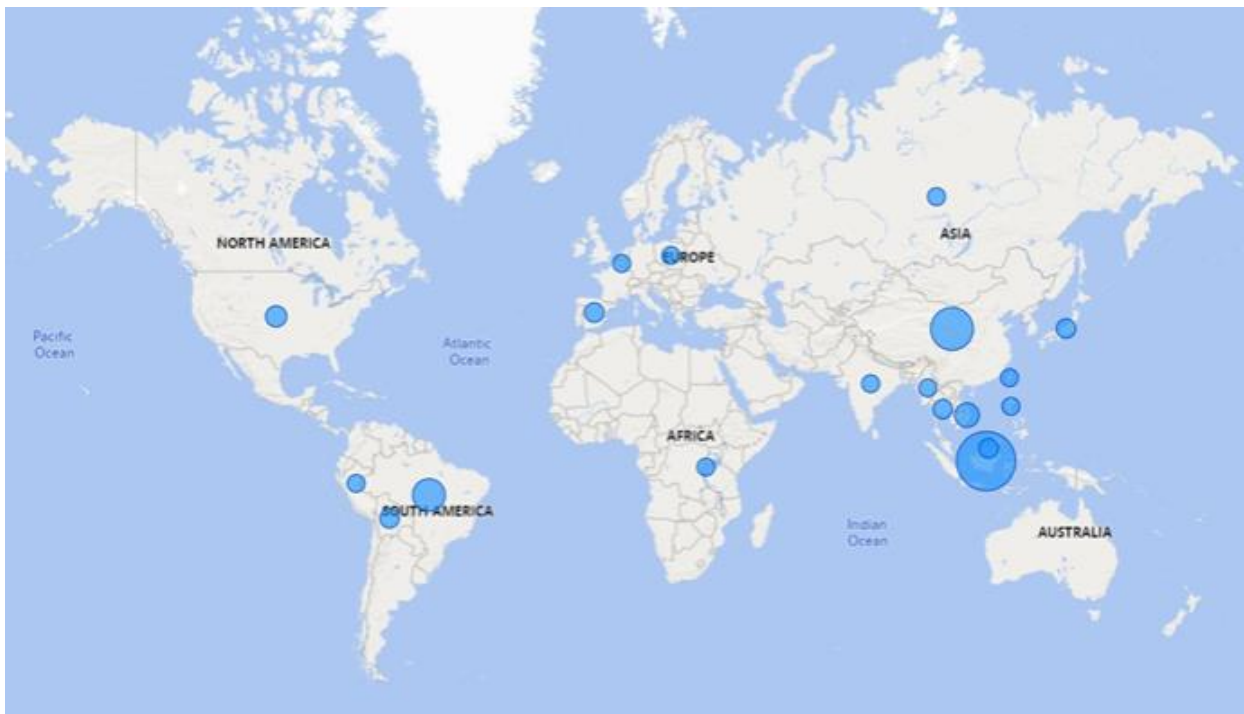 ASIA
NORTH AMERICA
EUROPE
Pacific
Ocean
Atlantic
Ocean
AFRICA
SOUTH AMERICA
Indian
Ocean
AUSTRALIA